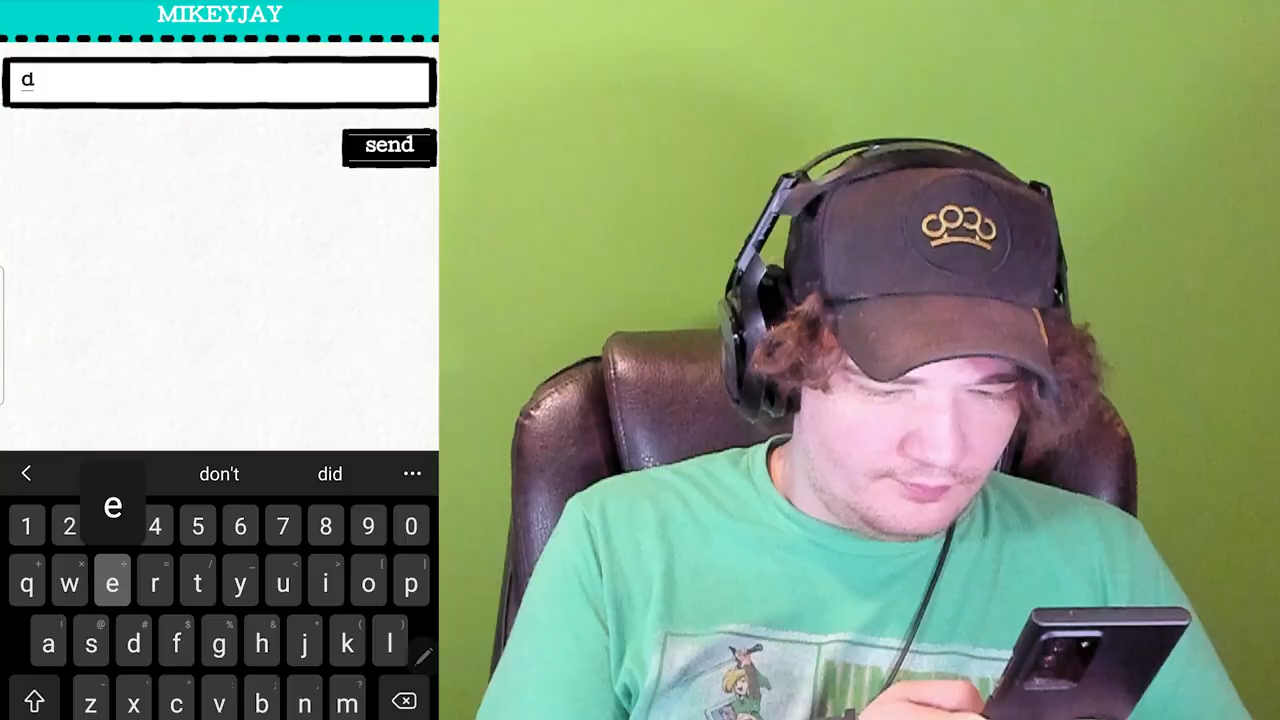 MIKEYJAY
d
send
don't did ...
e
1 2 4 5 6 7 8 9 0
q w e r t y u i o p
a s d f g h j k l
z x c v b n m